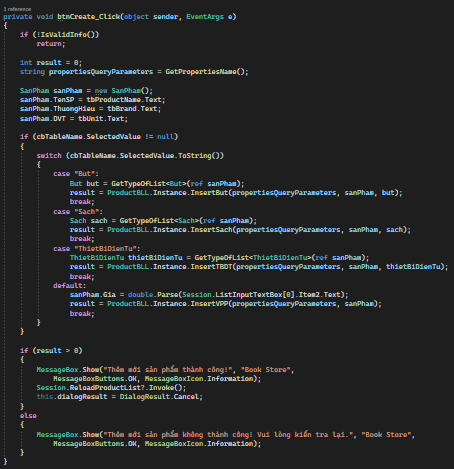 1 reference
private void btnCreate_Click(object sender, EventArgs e)
{
if (!IsValidInfo())
return;
int result = 0;
string propertiesQueryParameters = GetPropertiesName();
SanPham sanPham = new SanPham();
sanPham.TenSP = tbProductName.Text;
sanPham.ThuongHieu = tbBrand.Text;
sanPham.DVT = tbUnit.Text;
if (cbTableName.SelectedValue != null)
{
switch (cbTableName.SelectedValue.ToString())
{
case "But":
But but = GetTypeOfList<But>(ref sanPham);
result = ProductBLL.Instance.InsertBut(propertiesQueryParameters, sanPham, but);
break;
case "Sach":
Sach sach = GetTypeOfList<Sach>(ref sanPham);
result = ProductBLL.Instance.InsertSach(propertiesQueryParameters, sanPham, sach);
break;
case "ThietBiDienTu":
ThietBiDienTu thietBiDienTu = GetTypeOfList<ThietBiDienTu>(ref sanPham);
result = ProductBLL.Instance.InsertTBDT(propertiesQueryParameters, sanPham, thietBiDienTu);
break;
default:
sanPham.Gia = double.Parse(Session.ListInputTextBox[0].Item2.Text);
result = ProductBLL.Instance.InsertVPP(propertiesQueryParameters, sanPham);
break;
}
}
if (result > 0)
{
MessageBox.Show("Thêm mới sản phẩm thành công!", "Book Store",
MessageBoxButtons.OK, MessageBoxIcon.Information);
Session.ReloadProductList?.Invoke();
this.dialogResult = DialogResult.Cancel;
}
else
{
MessageBox.Show("Thêm mới sản phẩm không thành công! Vui lòng kiển tra lại.", "Book Store",
MessageBoxButtons.OK, MessageBoxIcon.Information);
}
}